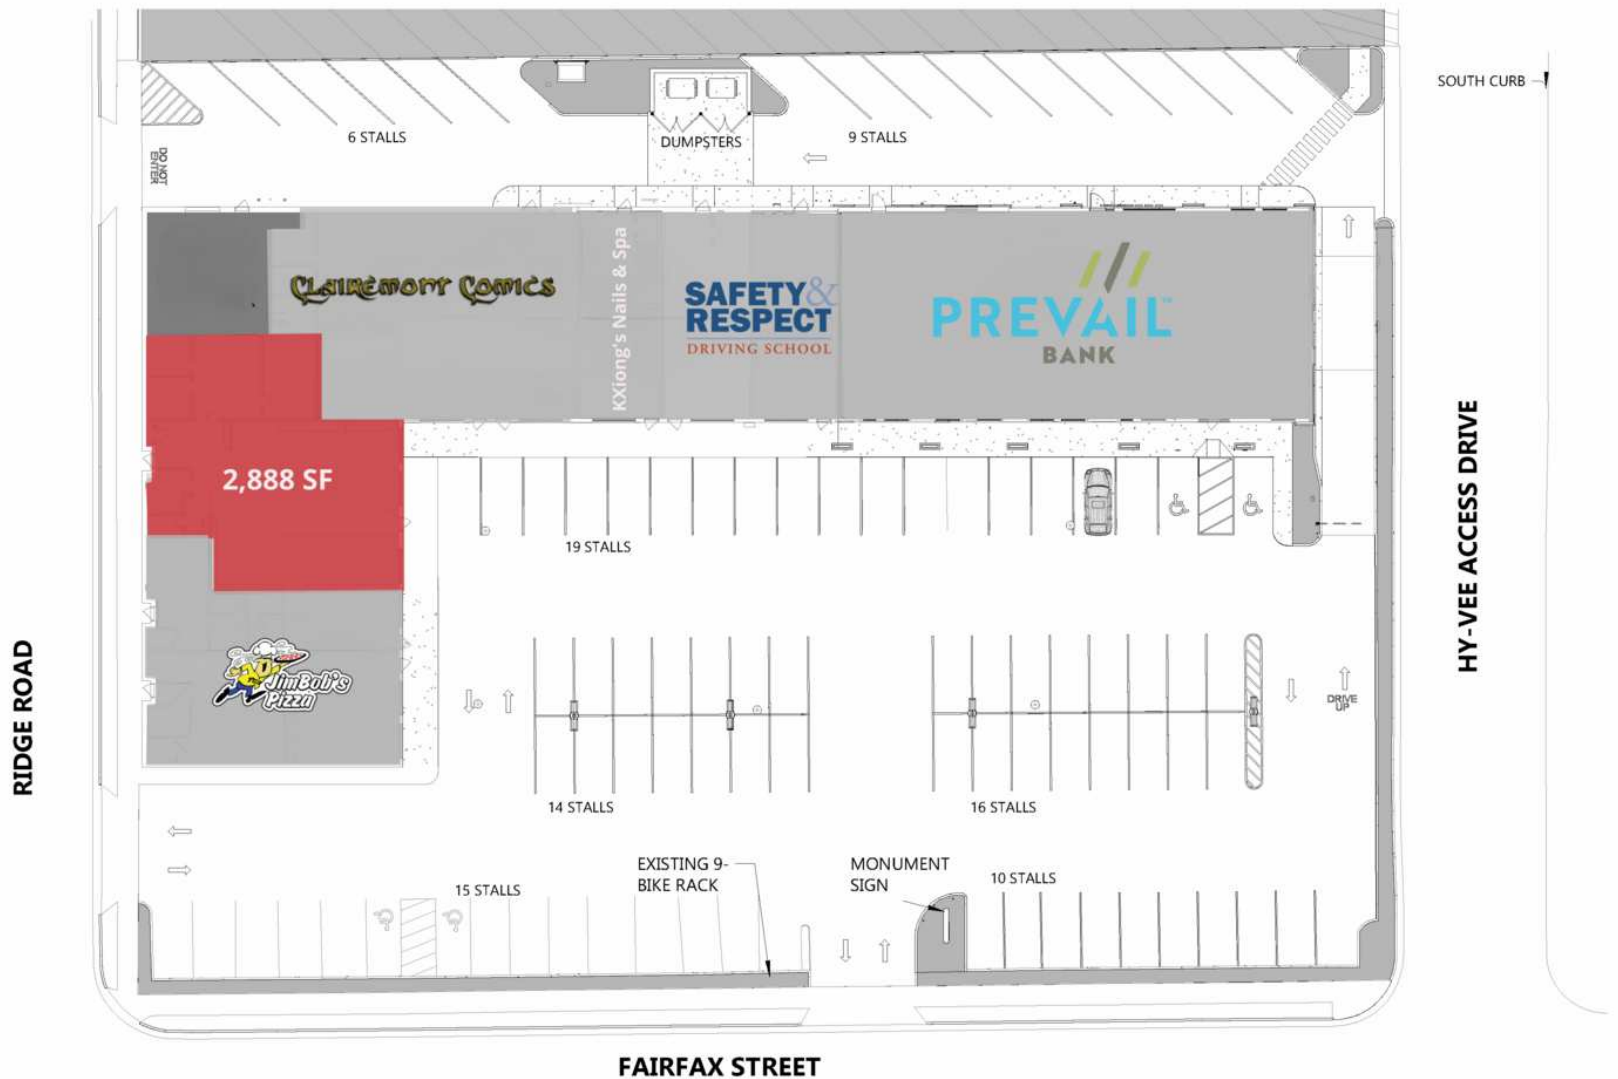 SOUTH CURB
6 STALLS
DUMPSTERS
9 STALLS
DO NOT
ENTER
CLAIREMONT COMICS
KXiong's Nails & Spa
SAFETY&
RESPECT
DRIVING SCHOOL
PREVAIL™
BANK
2,888 SF
19 STALLS
HY-VEE ACCESS DRIVE
RIDGE ROAD
JimBob's
Pizza
DRIVE
UP
14 STALLS
16 STALLS
EXISTING 9-
BIKE RACK
MONUMENT
SIGN
15 STALLS
10 STALLS
FAIRFAX STREET